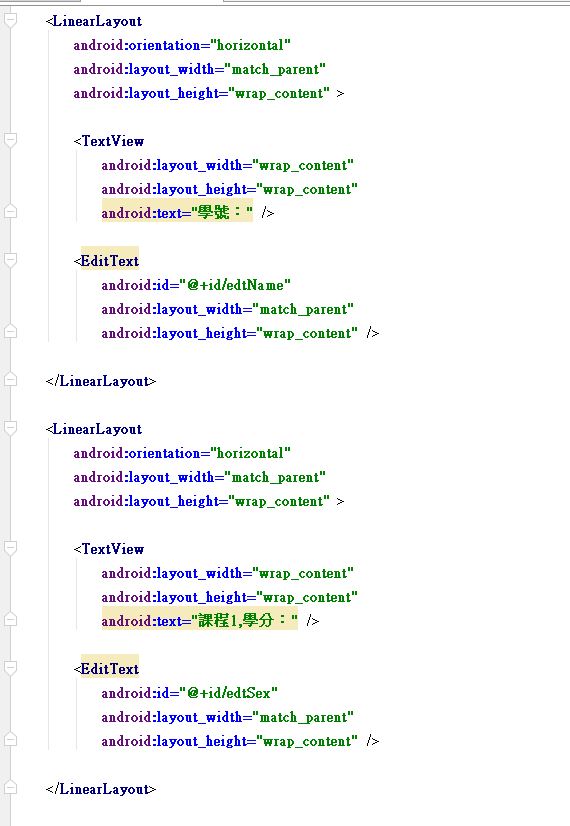 <LinearLayout
android:orientation="horizontal"
android:layout_width="match_parent"
android:layout_height="wrap_content" >
<TextView
android:layout_width="wrap_content"
android:layout_height="wrap_content"
android:text="學號：" />
<EditText
android:id="@+id/edtName"
android:layout_width="match_parent"
android:layout_height="wrap_content" />
</LinearLayout>
<LinearLayout
android:orientation="horizontal"
android:layout_width="match_parent"
android:layout_height="wrap_content" >
<TextView
android:layout_width="wrap_content"
android:layout_height="wrap_content"
android:text="課程1,學分：" />
<EditText
android:id="@+id/edtSex"
android:layout_width="match_parent"
android:layout_height="wrap_content" />
</LinearLayout>